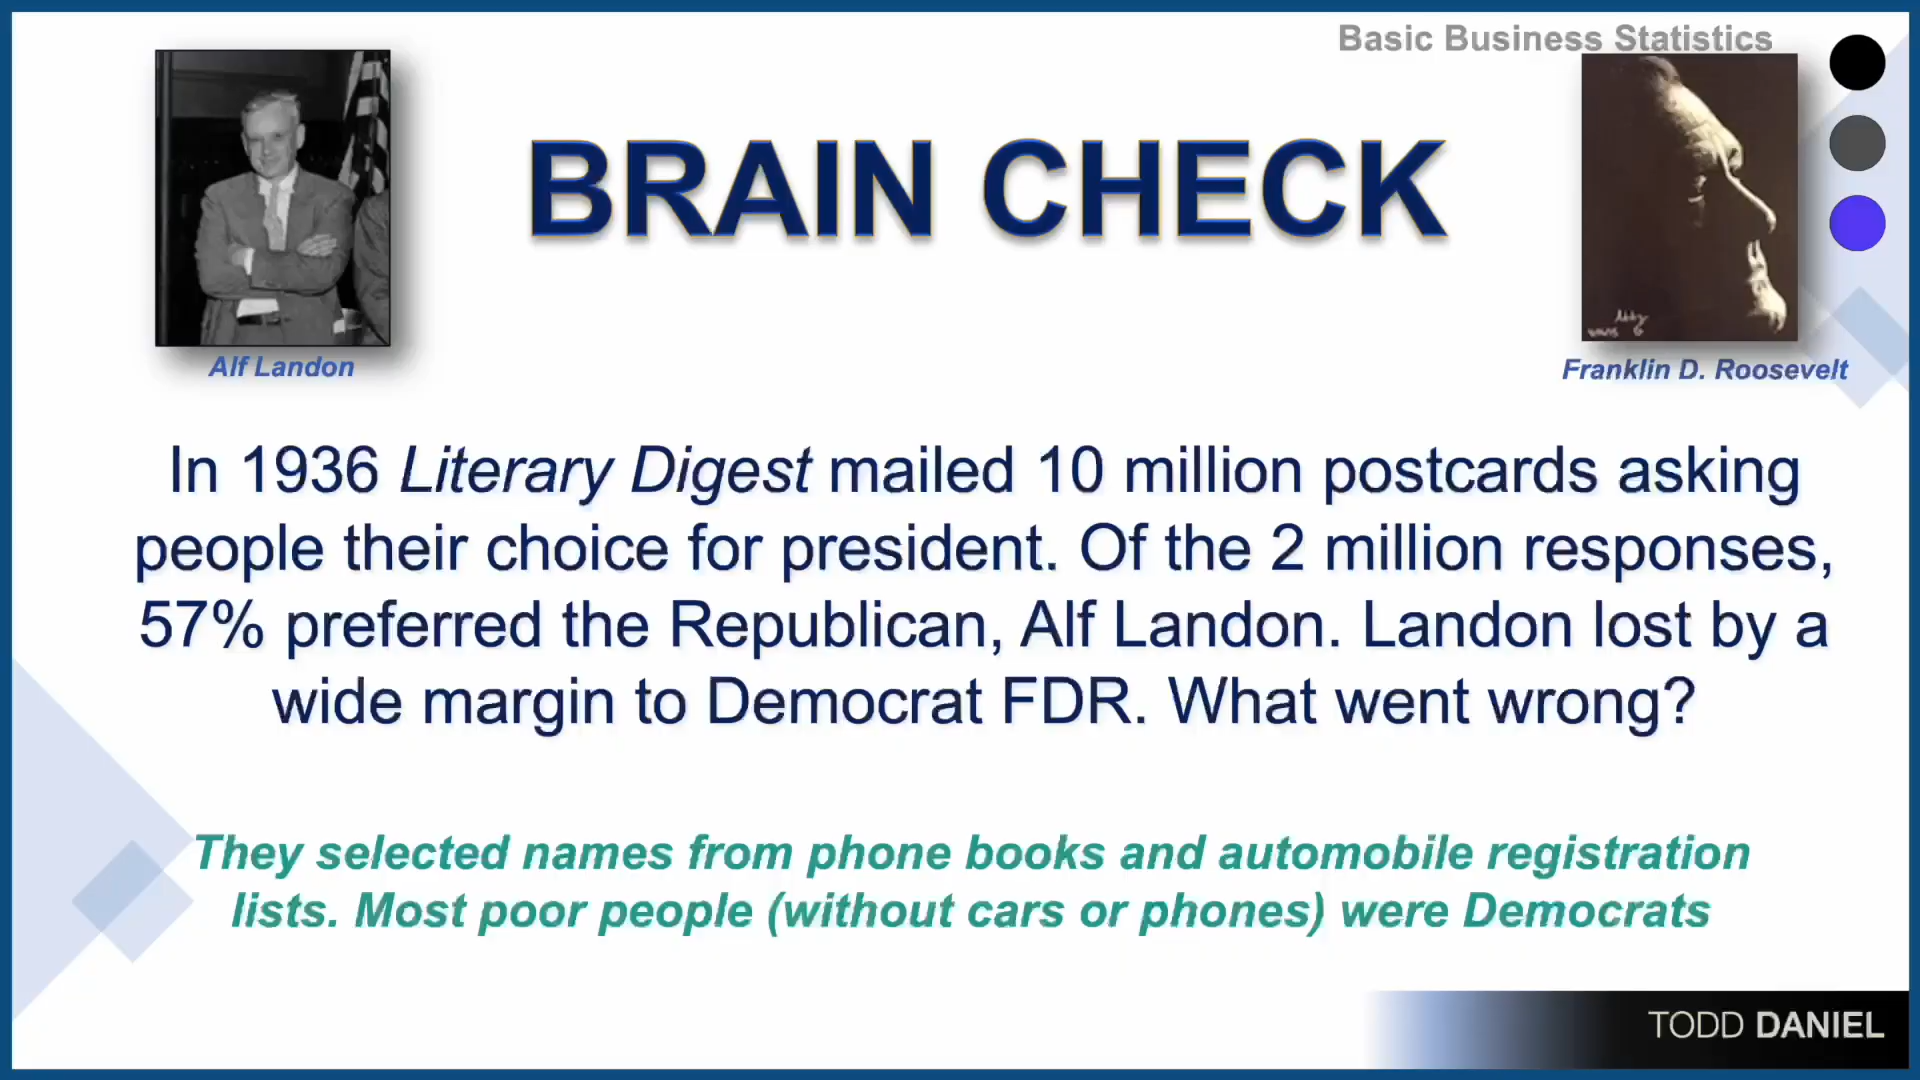 Basic Business Statistics
BRAIN CHECK
Alf Landon
Franklin D. Roosevelt
In 1936 Literary Digest mailed 10 million postcards asking
people their choice for president. Of the 2 million responses,
57% preferred the Republican, Alf Landon. Landon lost by a
wide margin to Democrat FDR. What went wrong?
They selected names from phone books and automobile registration
lists. Most poor people (without cars or phones) were Democrats
TODD DANIEL